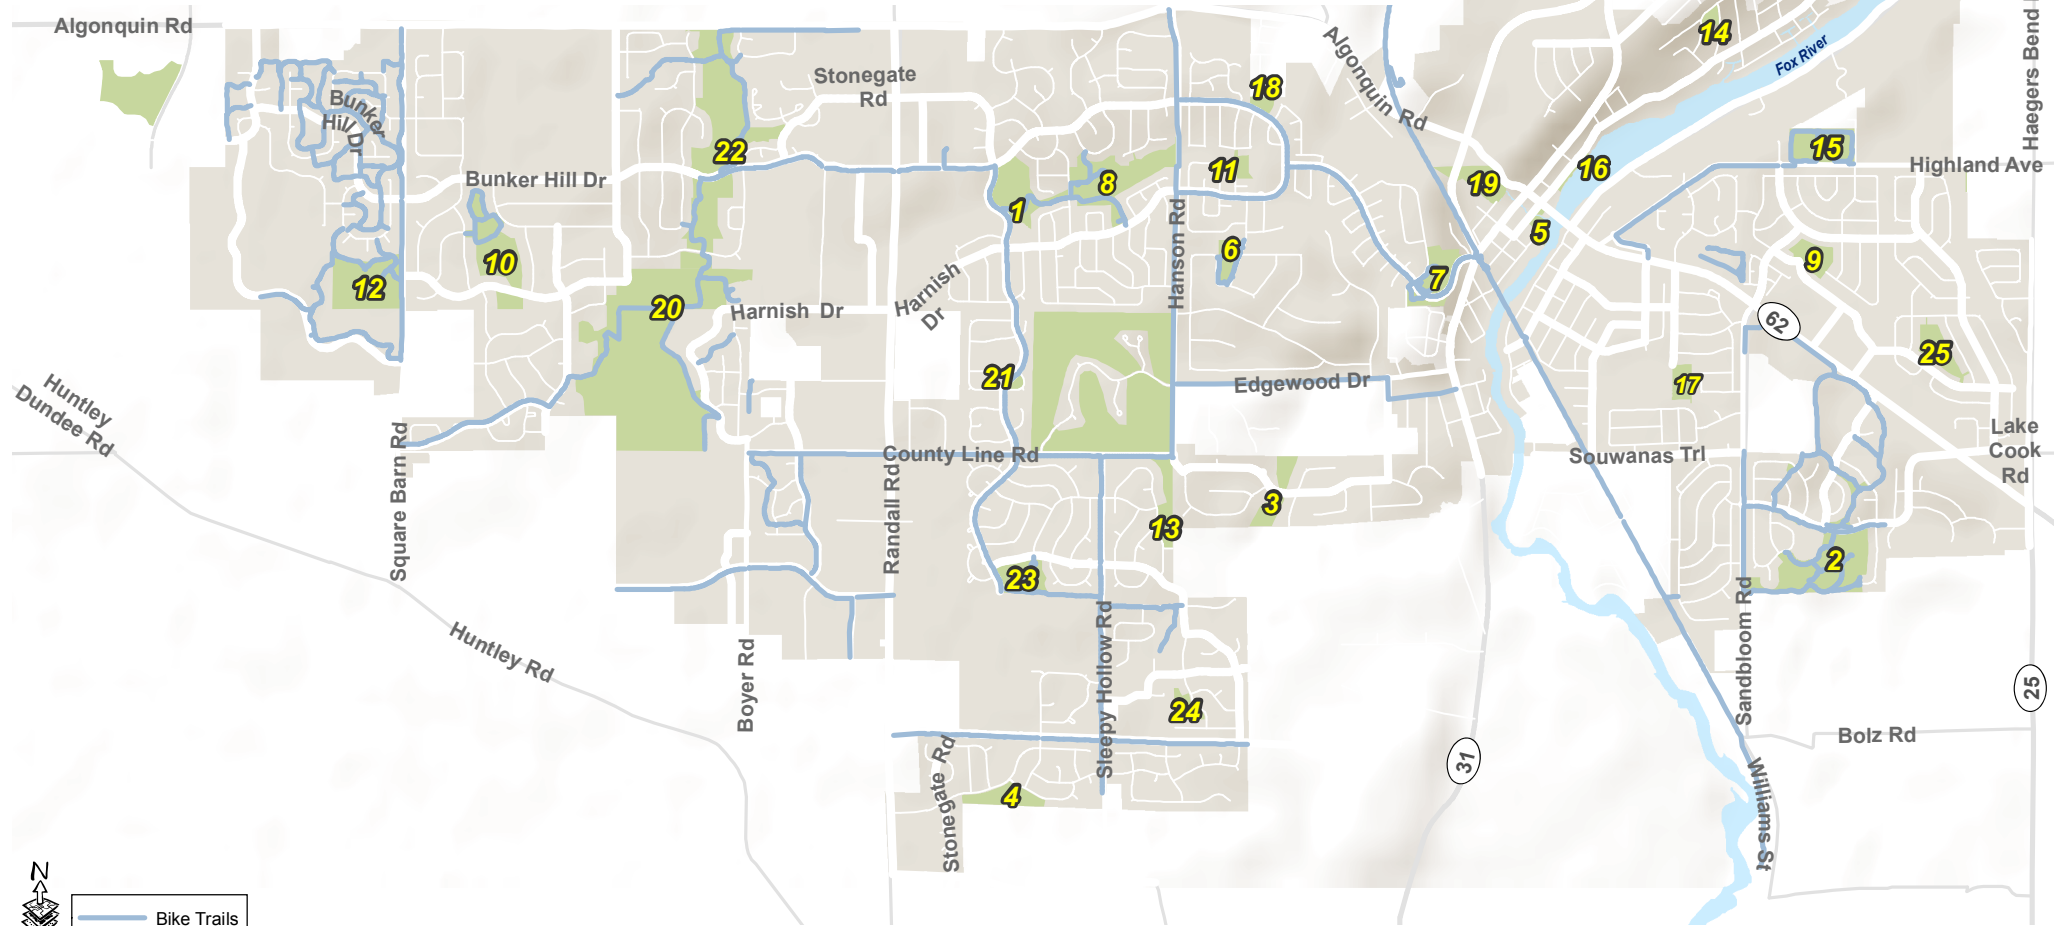 Algonquin Rd
Stonegate
Rd
Algonquin Rd
14
Fox River
Haegers Bend
18
Bunker
Hill Dr
22
15
Highland Ave
Bunker Hill Dr
8
11
19
16
1
Hanson Rd
5
10
6
7
9
12
20
Harnish Dr
Harnish
Dr
62
21
Edgewood Dr
17
25
Huntley
Dundee Rd
Square Barn Rd
County Line Rd
Randall Rd
Souwanas Trl
Lake
Cook
Rd
13
3
23
2
Huntley Rd
Boyer Rd
Sleepy Hollow Rd
24
Sandbloom Rd
25
Bolz Rd
31
Stonegate Rd
4
Williams St
N
Bike Trails